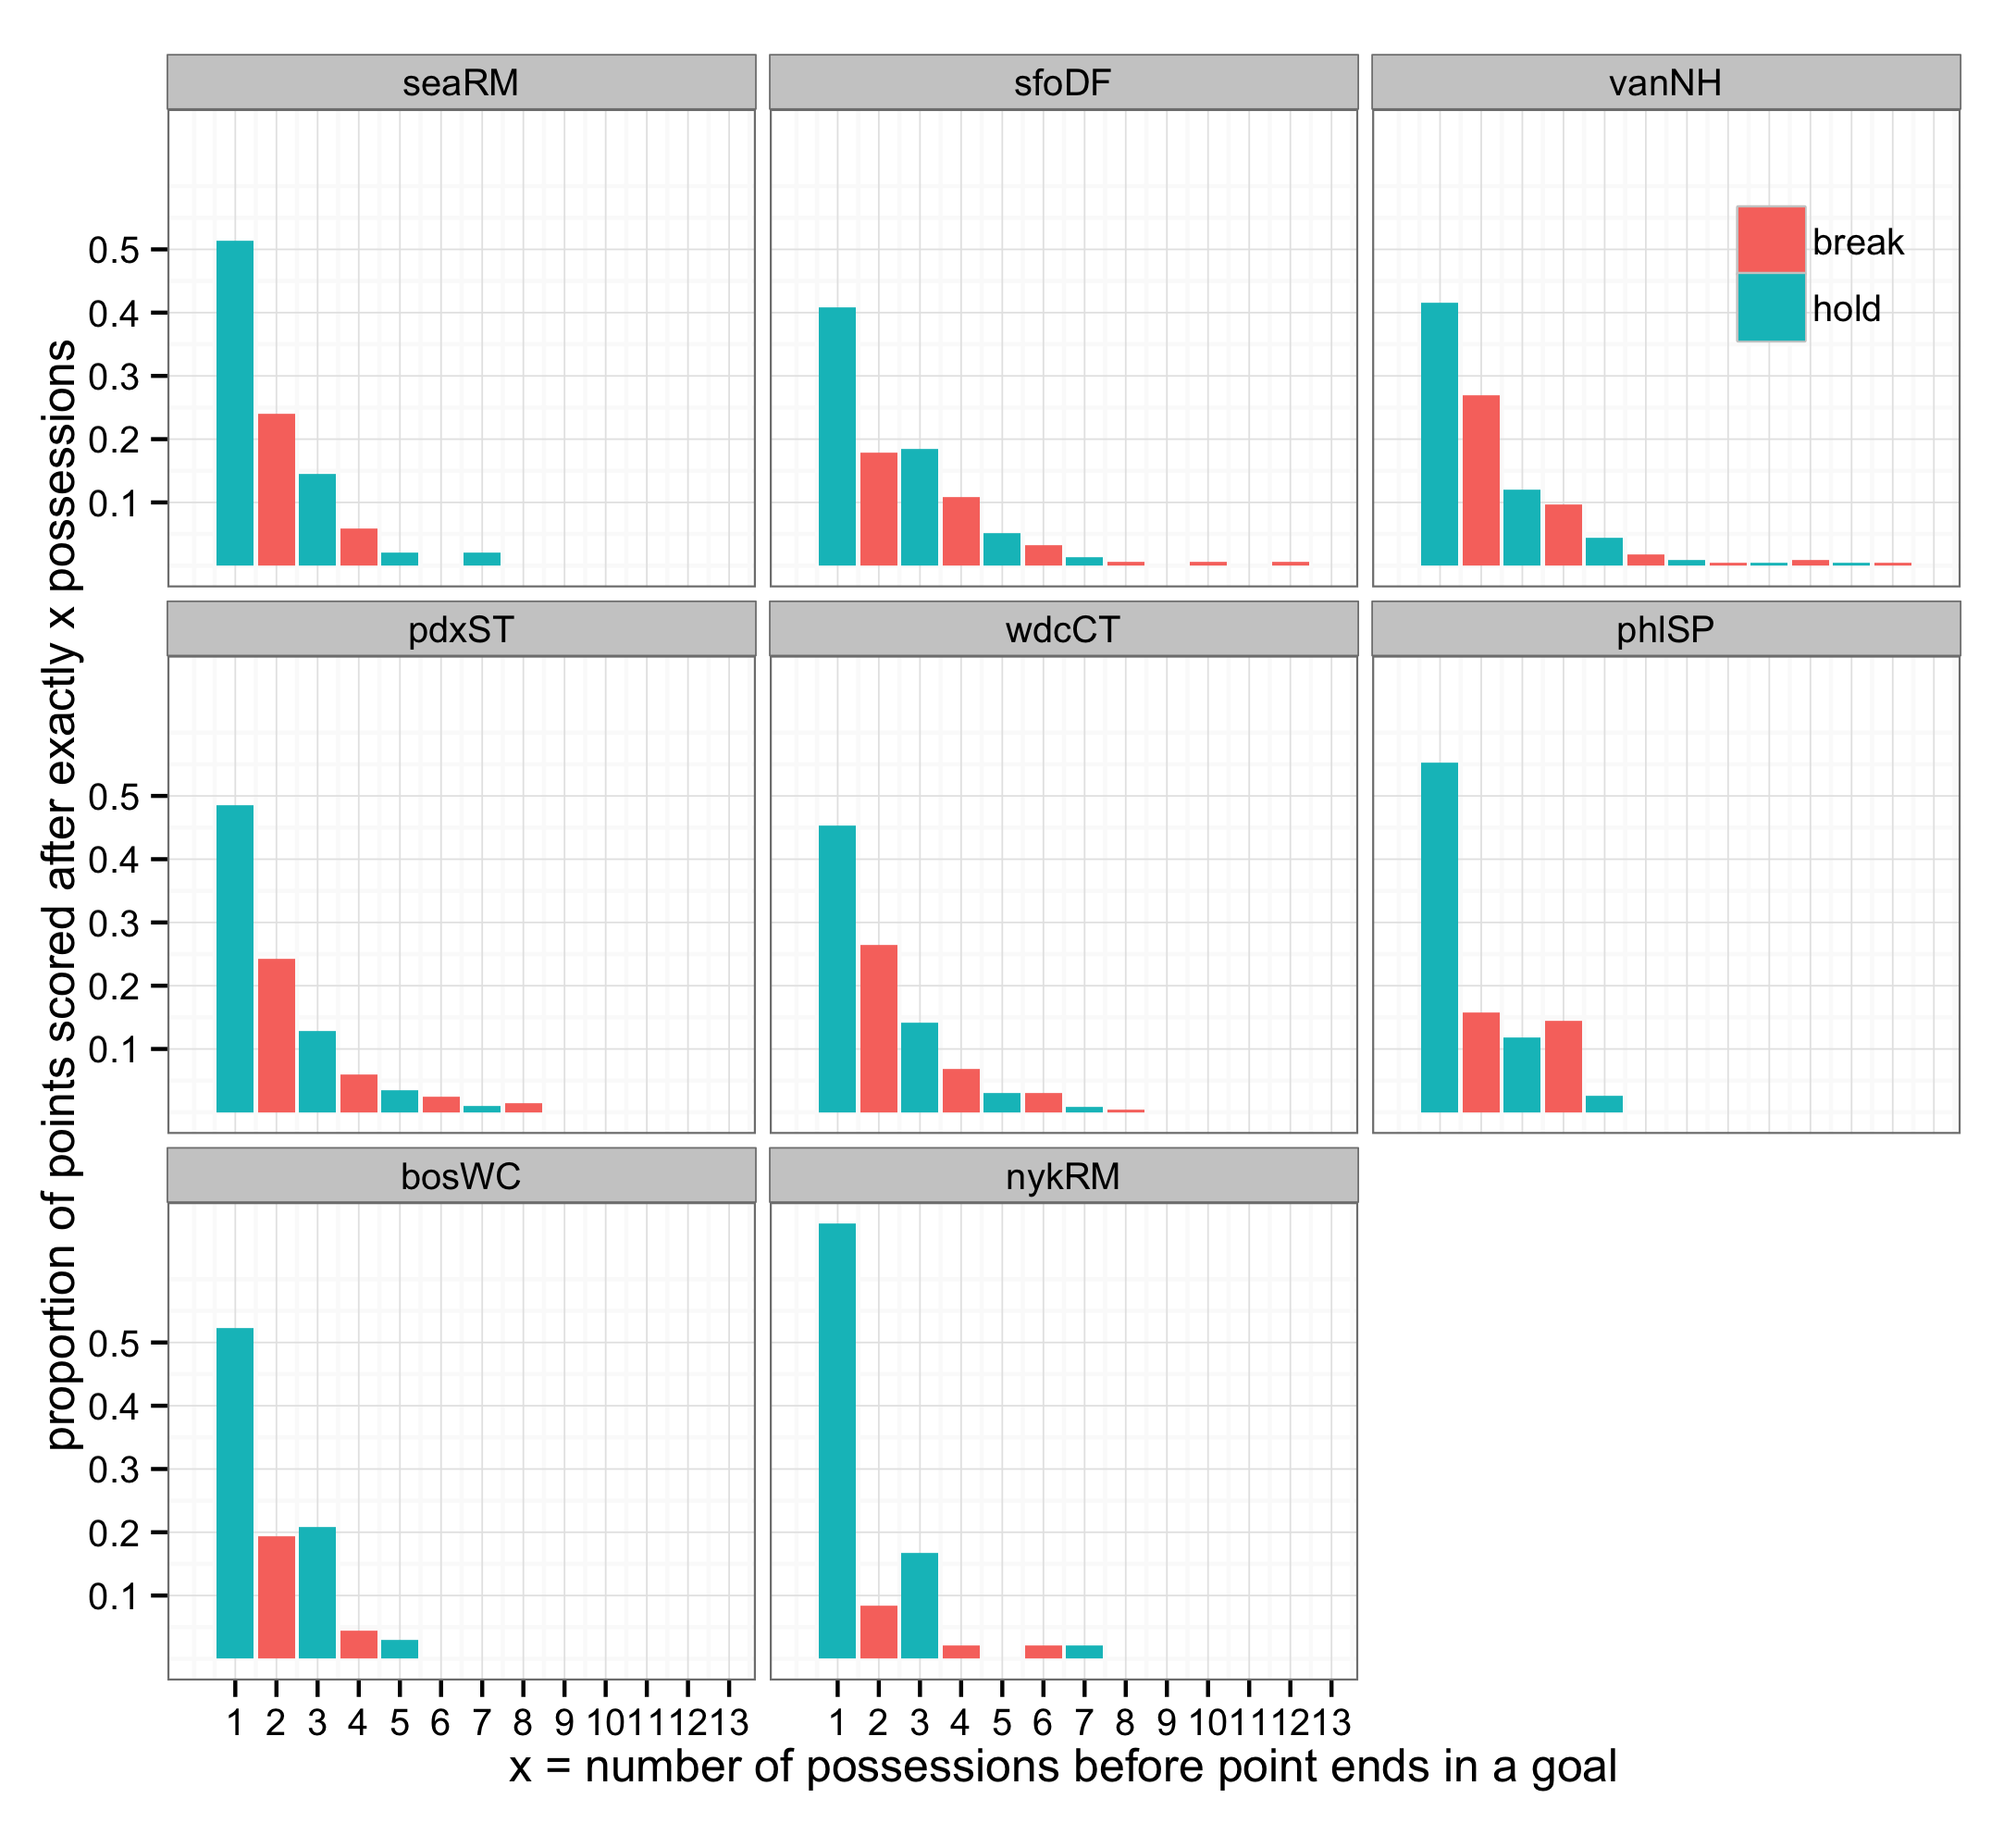 seaRM
sfoDF
vanNH
0.5
0.4
0.3
0.2
0.1
break
hold
pdxST
wdcCT
phlSP
0.5
0.4
0.3
0.2
0.1
bosWC
nykRM
0.5
0.4
0.3
0.2
0.1
1 2 3 4 5 6 7 8 9 10 11 12 13
1 2 3 4 5 6 7 8 9 10 11 12 13
x = number of possessions before point ends in a goal
proportion of points scored after exactly x possessions